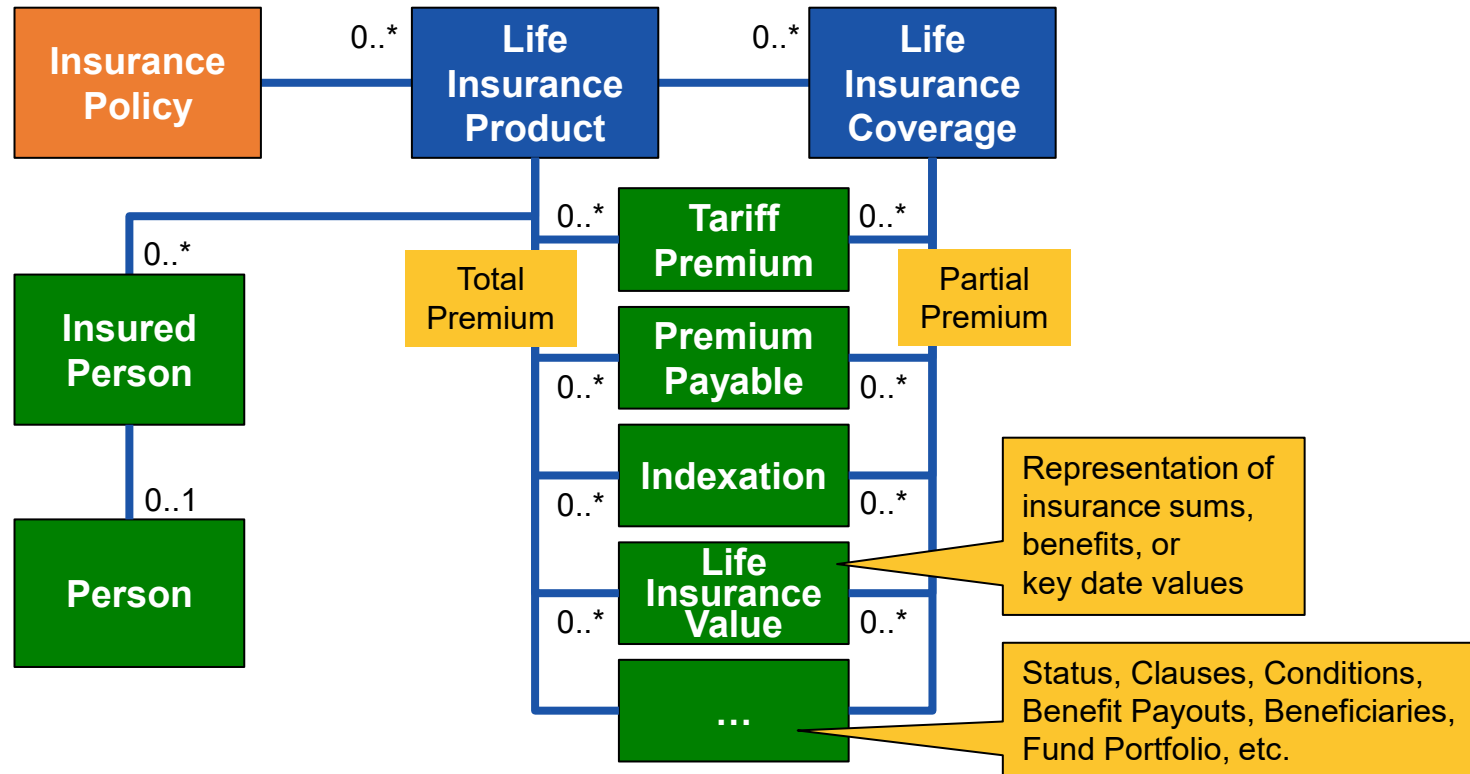 Insurance
Policy
0..*
Life
Insurance
Product
0..*
Life
Insurance
Coverage
0..*
Insured
Person
0..1
Person
Total
Premium
Partial
Premium
0..*
Tariff
Premium
0..*
Premium
Payable
0..*
0..*
Indexation
0..*
0..*
Life
Insurance
Value
0..*
0..*
...
Representation of
insurance sums,
benefits, or
key date values
Status, Clauses, Conditions,
Benefit Payouts, Beneficiaries,
Fund Portfolio, etc.